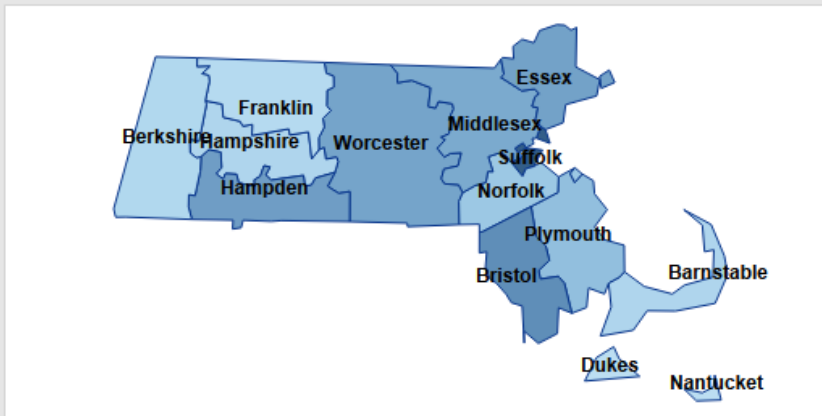 Essex
Franklin
Middlesex
Berkshire
Hampshire
Worcester
Suffolk
Hampden
Norfolk
Plymouth
Bristol
Barnstable
Dukes
Nantucket